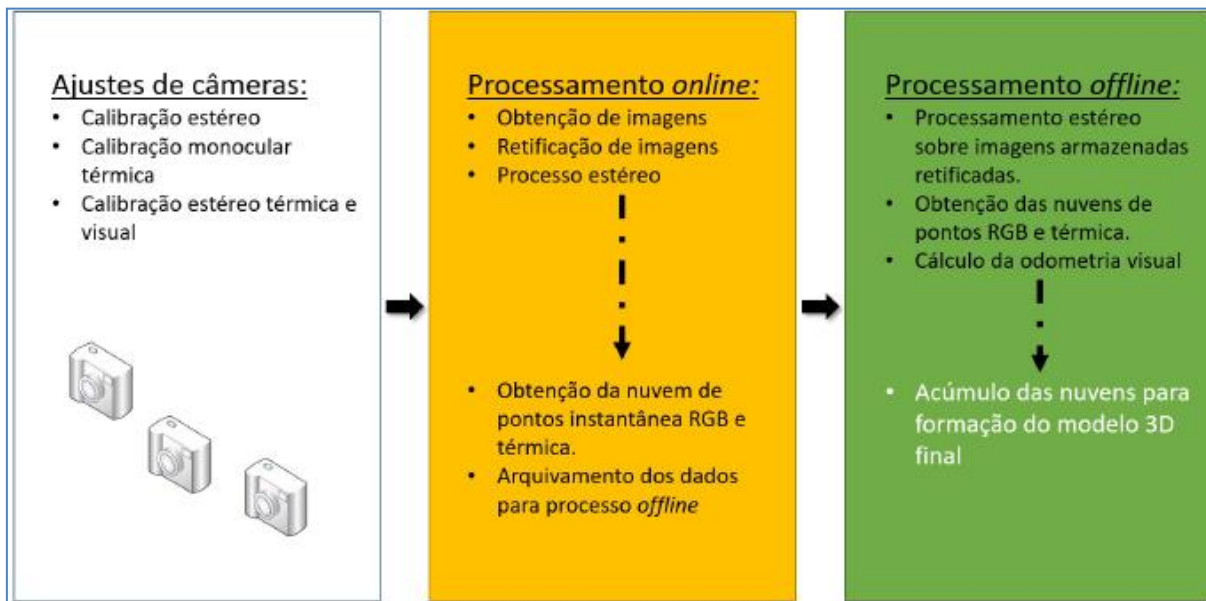 Ajustes de câmeras:
• Calibração estéreo
• Calibração monocular
térmica
• Calibração estéreo térmica e
visual
Processamento online:
• Obtenção de imagens
• Retificação de imagens
• Processo estéreo
• Obtenção da nuvem de
pontos instantânea RGB e
térmica.
• Arquivamento dos dados
para processo offline
Processamento offline:
• Processamento estéreo
sobre imagens armazenadas
retificadas.
• Obtenção das nuvens de
pontos RGB e térmica.
• Cálculo da odometria visual
• Acúmulo das nuvens para
formação do modelo 3D
final